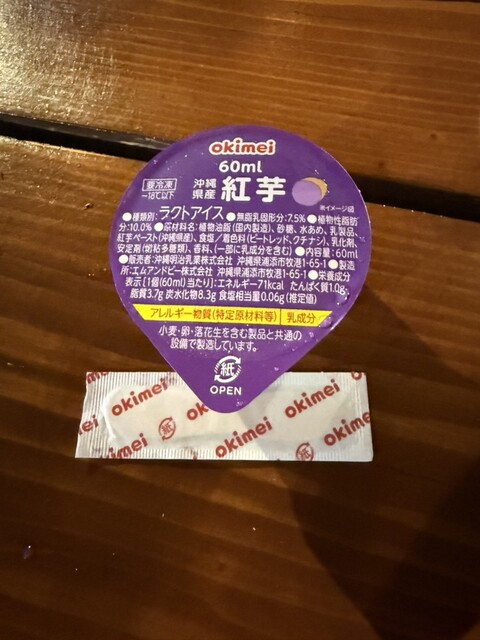 okimei
60ml
要冷凍
-18℃以下
沖縄県産
紅芋
※イメージ図
●種類別:ラクトアイス ●無脂乳固形分:7.5% ●植物性脂肪
分:10.0% ●原材料名:植物油脂(国内製造)、砂糖、水あめ、乳製品、
紅芋ペースト(沖縄県産)、食塩/着色料(ビートレッド、クチナシ)、乳化剤、
安定剤(増粘多糖類)、香料、(一部に乳成分を含む) ●内容量:60ml
●販売者:沖縄明治乳業株式会社 沖縄県浦添市牧港1-65-1 ●製造
所:エムアンドビー株式会社 沖縄県浦添市牧港1-65-1 ●栄養成分
表示[1個(60ml)当たり]:エネルギー71kcal たんぱく質1.0g
脂質3.7g 炭水化物8.3g 食塩相当量0.06g (推定値)
アレルギー物質(特定原材料等) 乳成分
小麦・卵・落花生を含む製品と共通の
設備で製造しています。
紙
OPEN
okimei okimei okimei
okimei 紙 okimei 紙 okimei